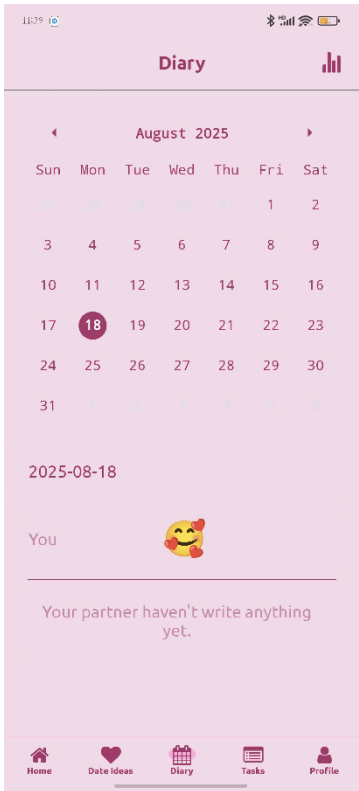 11:29
Diary
August 2025
Sun Mon Tue Wed Thu Fri Sat
1 2
3 4 5 6 7 8 9
10 11 12 13 14 15 16
17 18 19 20 21 22 23
24 25 26 27 28 29 30
31
2025-08-18
You
Your partner haven't write anything
yet.
Home Date Ideas Diary Tasks Profile